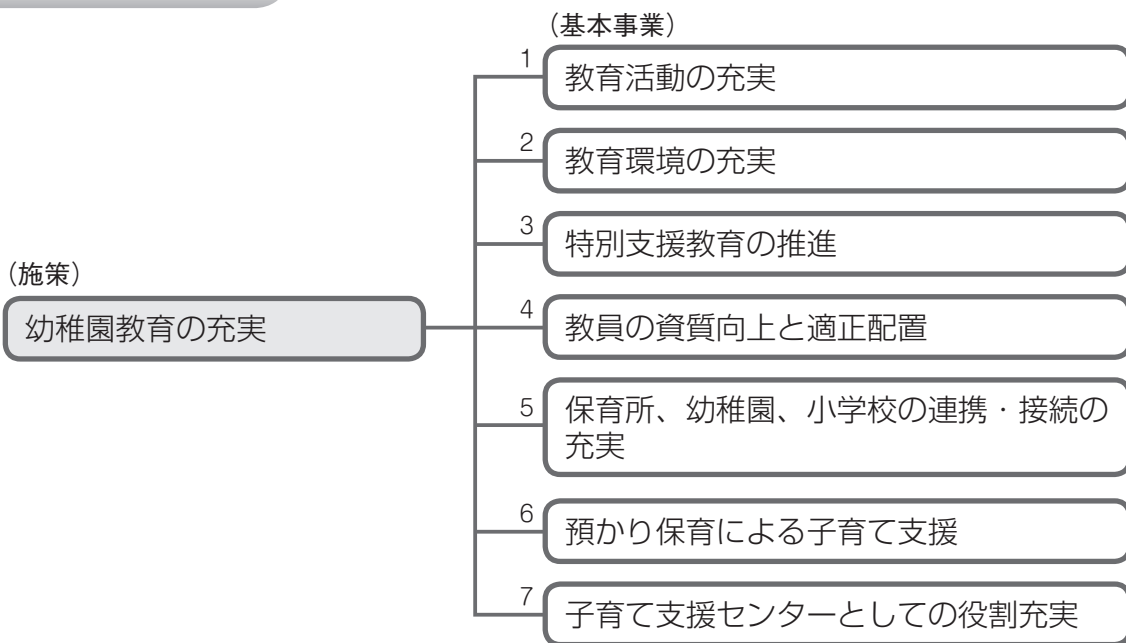 （基本事業）
1 教育活動の充実
2 教育環境の充実
3 特別支援教育の推進
（施策）
幼稚園教育の充実
4 教員の資質向上と適正配置
5 保育所、幼稚園、小学校の連携・接続の
充実
6 預かり保育による子育て支援
7 子育て支援センターとしての役割充実